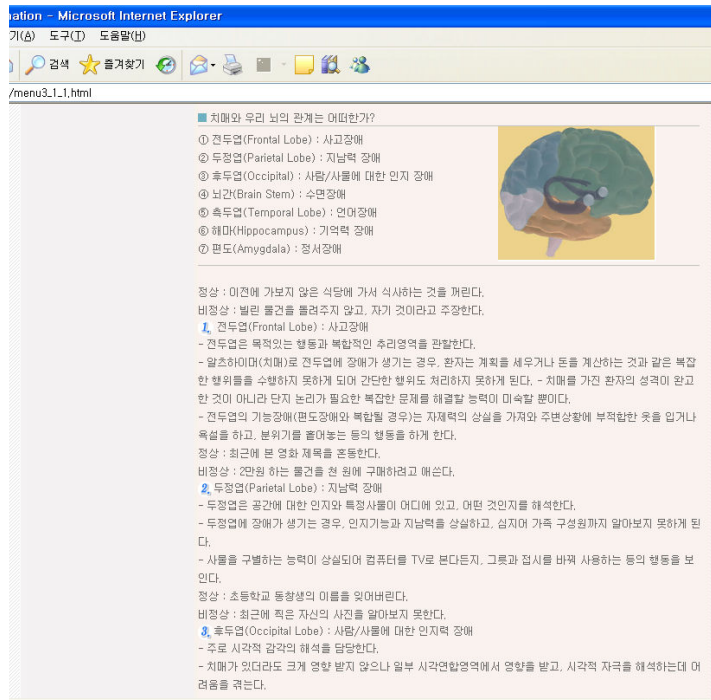 ation - Microsoft Internet Explorer
기(A) 도구(T) 도움말(H)
검색 즐겨찾기
/menu3_1_1.html
치매와 우리 뇌의 관계는 어떠한가?
① 전두엽(Frontal Lobe) : 사고장애
② 두정엽(Parietal Lobe) : 지남력 장애
③ 후두엽(Occipital) : 사람/사물에 대한 인지 장애
④ 뇌간(Brain Stem) : 수면장애
⑤ 측두엽(Temporal Lobe) : 언어장애
⑥ 해마(Hippocampus) : 기억력 장애
⑦ 편도(Amygdala) : 정서장애
정상 : 이전에 가보지 않은 식당에 가서 식사하는 것을 꺼린다.
비정상 : 빌린 물건을 돌려주지 않고, 자기 것이라고 주장한다.
1. 전두엽(Frontal Lobe) : 사고장애
- 전두엽은 목적있는 행동과 복합적인 추리영역을 관할한다.
- 알츠하이머(치매)로 전두엽에 장애가 생기는 경우, 환자는 계획을 세우거나 돈을 계산하는 것과 같은 복잡
한 행위들을 수행하지 못하게 되어 간단한 행위도 처리하지 못하게 된다. - 치매를 가진 환자의 성격이 완고
한 것이 아니라 단지 논리가 필요한 복잡한 문제를 해결할 능력이 미숙할 뿐이다.
- 전두엽의 기능장애(편도장애와 복합될 경우)는 자제력의 상실을 가져와 주변상황에 부적합한 옷을 입거나
욕설을 하고, 분위기를 흩어놓는 등의 행동을 하게 한다.
정상 : 최근에 본 영화 제목을 혼동한다.
비정상 : 2만원 하는 물건을 천 원에 구매하려고 애쓴다.
2. 두정엽(Parietal Lobe) : 지남력 장애
- 두정엽은 공간에 대한 인지와 특정사물이 어디에 있고, 어떤 것인지를 해석한다.
- 두정엽에 장애가 생기는 경우, 인지기능과 지남력을 상실하고, 심지어 가족 구성원까지 알아보지 못하게 된
다.
- 사물을 구별하는 능력이 상실되어 컴퓨터를 TV로 본다든지, 그릇과 접시를 바꿔 사용하는 등의 행동을 보
인다.
정상 : 초등학교 동창생의 이름을 잊어버린다.
비정상 : 최근에 찍은 자신의 사진을 알아보지 못한다.
3. 후두엽(Occipital Lobe) : 사람/사물에 대한 인지력 장애
- 주로 시각적 감각의 해석을 담당한다.
- 치매가 있더라도 크게 영향 받지 않으나 일부 시각연합영역에서 영향을 받고, 시각적 자극을 해석하는데 어
려움을 겪는다.